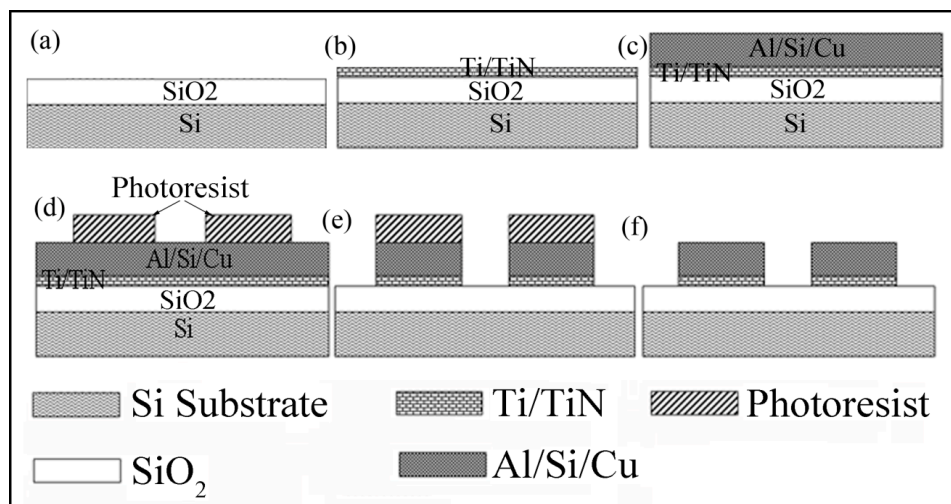 (a)
SiO2
Si
(b)
Ti/TiN
SiO2
Si
(c)
Al/Si/Cu
Ti/TiN
SiO2
Si
Photoresist
(d)
Al/Si/Cu
Ti/TiN
SiO2
Si
(e)
(f)
Si Substrate
Ti/TiN
Photoresist
SiO₂
Al/Si/Cu